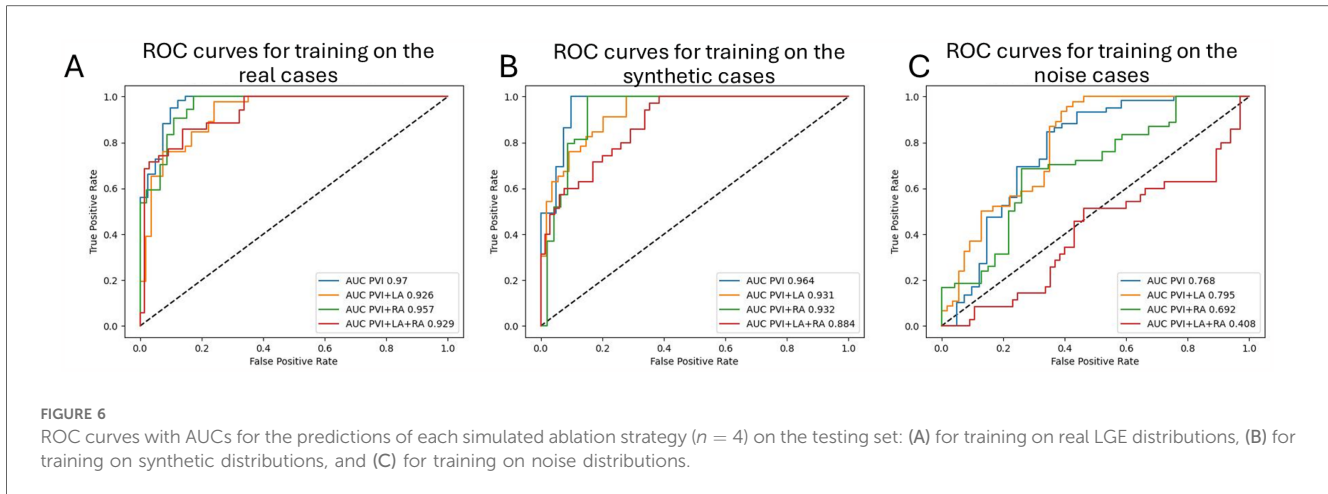 A
ROC curves for training on the
real cases
True Positive Rate
1.0
0.8
0.6
0.4
0.2
0.0
AUC PVI 0.97
AUC PVI+LA 0.926
AUC PVI+RA 0.957
AUC PVI+LA+RA 0.929
0.0 0.2 0.4 0.6 0.8 1.0
False Positive Rate
B
ROC curves for training on the
synthetic cases
True Positive Rate
1.0
0.8
0.6
0.4
0.2
0.0
AUC PVI 0.964
AUC PVI+LA 0.931
AUC PVI+RA 0.932
AUC PVI+LA+RA 0.884
0.0 0.2 0.4 0.6 0.8 1.0
False Positive Rate
C
ROC curves for training on the
noise cases
True Positive Rate
1.0
0.8
0.6
0.4
0.2
0.0
AUC PVI 0.768
AUC PVI+LA 0.795
AUC PVI+RA 0.692
AUC PVI+LA+RA 0.408
0.0 0.2 0.4 0.6 0.8 1.0
False Positive Rate
FIGURE 6
ROC curves with AUCs for the predictions of each simulated ablation strategy (n = 4) on the testing set: (A) for training on real LGE distributions, (B) for
training on synthetic distributions, and (C) for training on noise distributions.